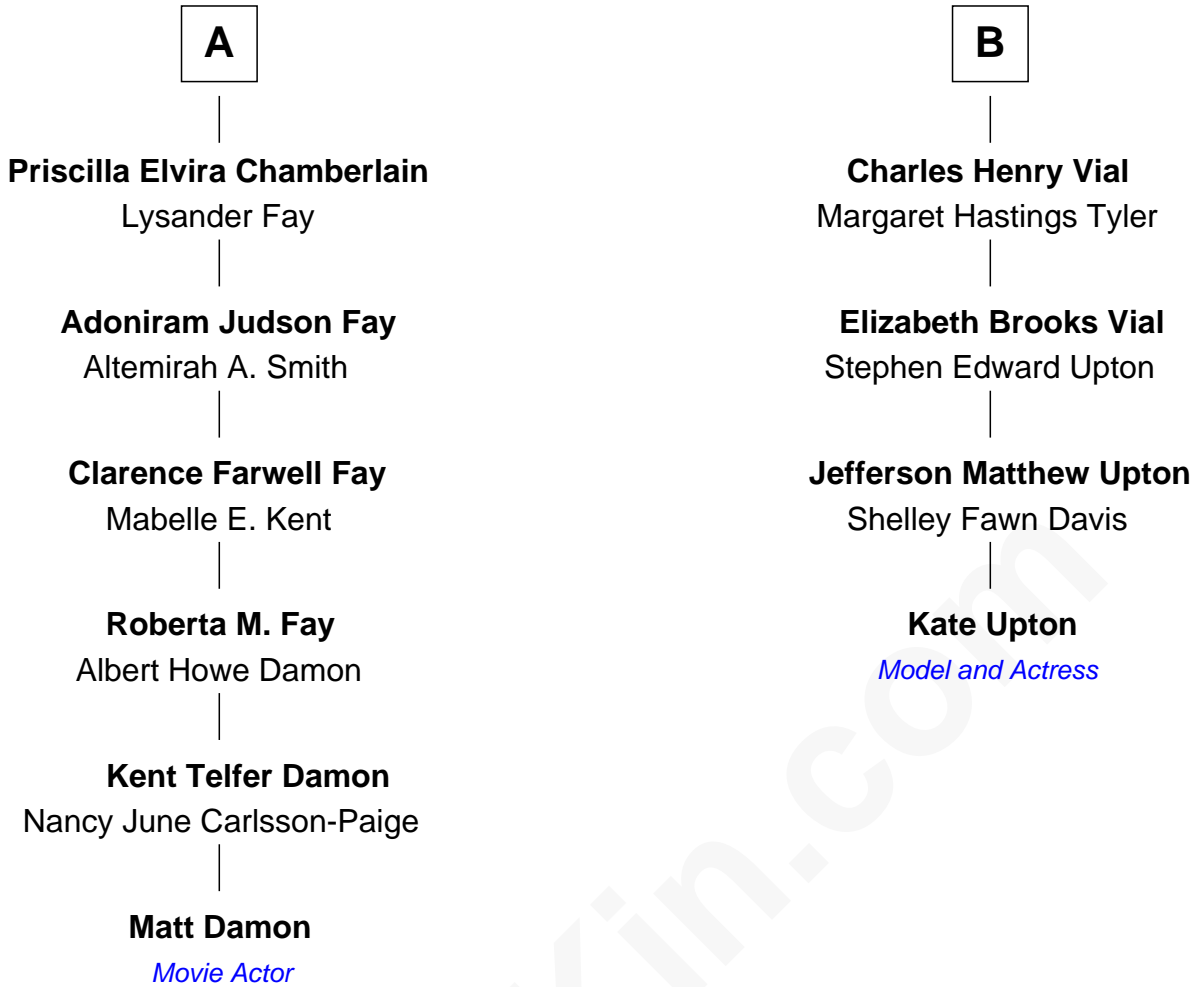 A
Priscilla Elvira Chamberlain
Lysander Fay
Adoniram Judson Fay
Altemirah A. Smith
Clarence Farwell Fay
Mabelle E. Kent
Roberta M. Fay
Albert Howe Damon
Kent Telfer Damon
Nancy June Carlsson-Paige
Matt Damon
Movie Actor
B
Charles Henry Vial
Margaret Hastings Tyler
Elizabeth Brooks Vial
Stephen Edward Upton
Jefferson Matthew Upton
Shelley Fawn Davis
Kate Upton
Model and Actress
Kin.com